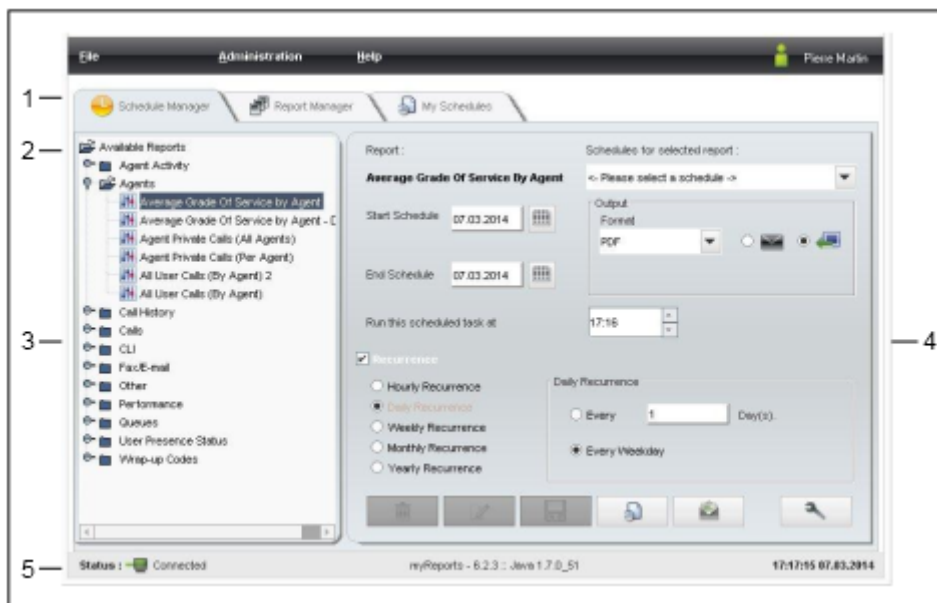 File Administration Help Pierre Martin
1
Schedule Manager Report Manager My Schedules
2
Available Reports
Agent Activity
Agents
Average Grade Of Service by Agent
Average Grade Of Service by Agent - D
Agent Private Calls (All Agents)
Agent Private Calls (Per Agent)
All User Calls (By Agent) 2
All User Calls (By Agent)
Call History
3
Calls
CLI
Fax/E-mail
Other
Performance
Queues
User Presence Status
Wrap-up Codes
Report : Schedules for selected report :
Average Grade Of Service By Agent <- Please select a schedule ->
Output
Format
Start Schedule 07.03.2014
PDF
End Schedule 07.03.2014
Run this scheduled task at 17:16
4
Recurrence
Hourly Recurrence
Daily Recurrence
Weekly Recurrence
Monthly Recurrence
Yearly Recurrence
Daily Recurrence
Every 1 Day(s).
Every Weekday
5
Status : Connected myReports - 6.2.3 :: Java 1.7.0_51 17:17:15 07.03.2014